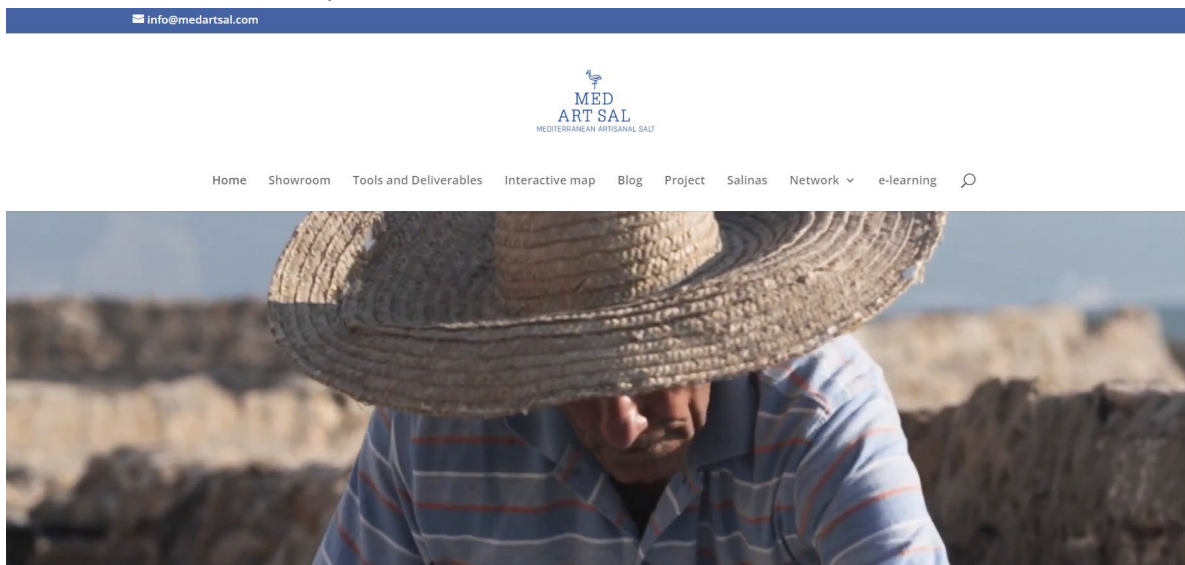 info@medartsal.com
MED
ART SAL
MEDITERRANEAN ARTISANAL SALT
Home Showroom Tools and Deliverables Interactive map Blog Project Salinas Network e-learning